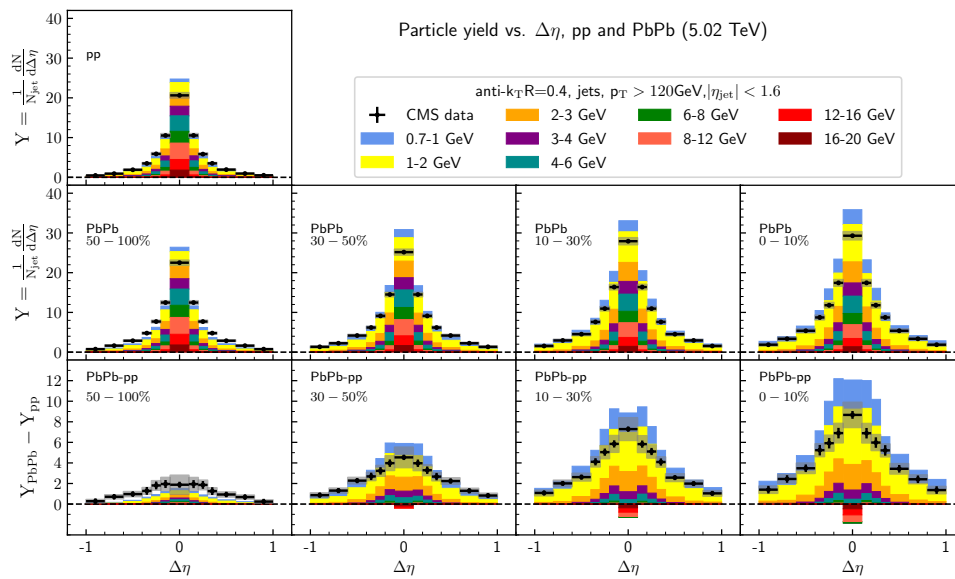 Particle yield vs. Δη, pp and PbPb (5.02 TeV)
anti-k_T R=0.4, jets, p_T > 120GeV,|η_jet| < 1.6
CMS data
0.7-1 GeV
1-2 GeV
2-3 GeV
3-4 GeV
4-6 GeV
6-8 GeV
8-12 GeV
12-16 GeV
16-20 GeV
Y = 1/N_jet dN/dΔη
40
30
20
10
0
pp
Y = 1/N_jet dN/dΔη
40
30
20
10
0
PbPb
50 − 100%
PbPb
30 − 50%
PbPb
10 − 30%
PbPb
0 − 10%
Y_PbPb − Y_pp
12
10
8
6
4
2
0
PbPb-pp
50 − 100%
PbPb-pp
30 − 50%
PbPb-pp
10 − 30%
PbPb-pp
0 − 10%
-1 0 1
-1 0 1
-1 0 1
-1 0 1
Δη
Δη
Δη
Δη